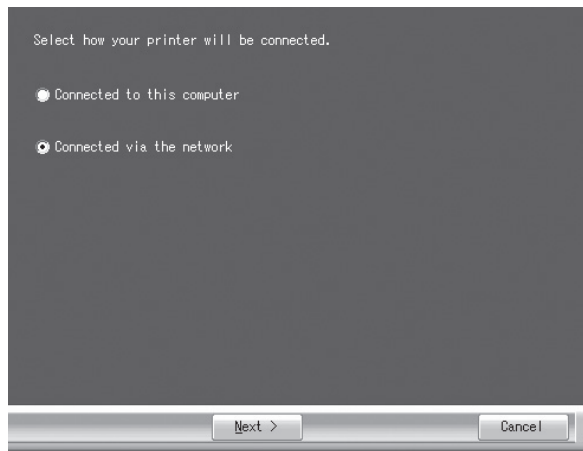 Select how your printer will be connected.
Connected to this computer
Connected via the network
Next >
Cancel